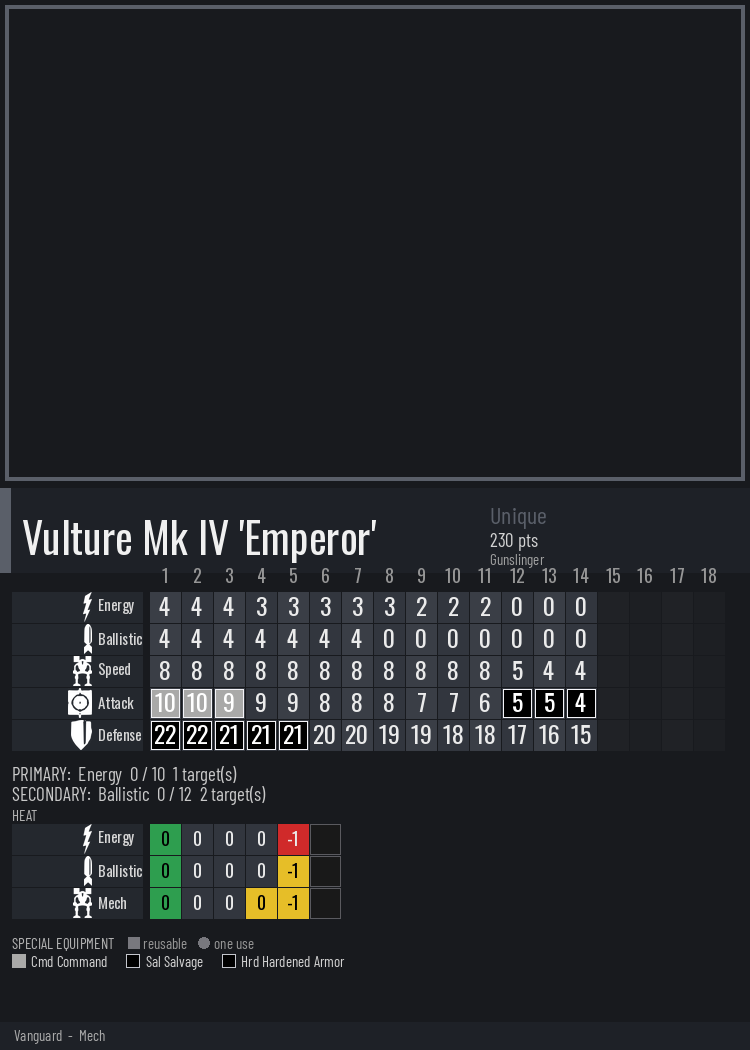 Vulture Mk IV 'Emperor'
Unique
230 pts
Gunslinger
1 2 3 4 5 6 7 8 9 10 11 12 13 14 15 16 17 18
Energy 4 4 4 3 3 3 3 3 2 2 2 0 0 0
Ballistic 4 4 4 4 4 4 4 0 0 0 0 0 0 0
Speed 8 8 8 8 8 8 8 8 8 8 8 5 4 4
Attack 10 10 9 9 9 8 8 8 7 7 6 5 5 4
Defense 22 22 21 21 21 20 20 19 19 18 18 17 16 15
PRIMARY: Energy 0 / 10 1 target(s)
SECONDARY: Ballistic 0 / 12 2 target(s)
HEAT
Energy 0 0 0 0 -1
Ballistic 0 0 0 0 -1
Mech 0 0 0 0 -1
SPECIAL EQUIPMENT reusable one use
Cmd Command Sal Salvage Hrd Hardened Armor
Vanguard - Mech